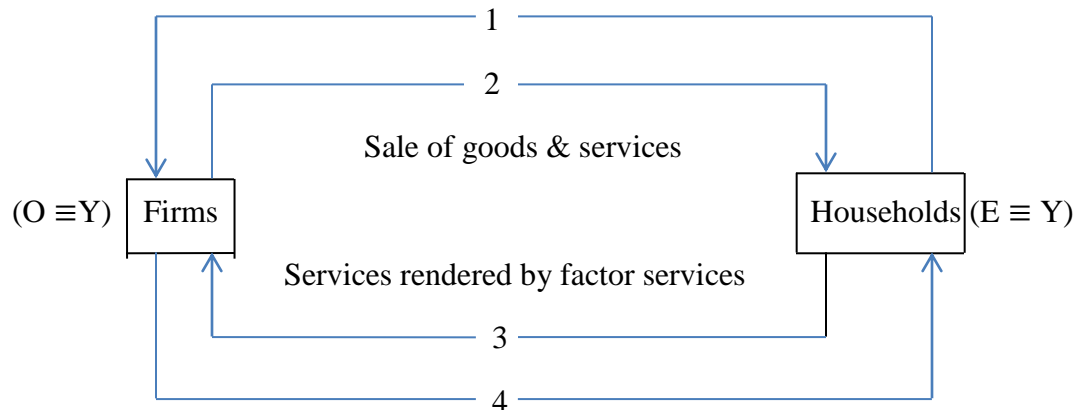 1
2
Sale of goods & services
(O ≡Y) Firms Households (E ≡ Y)
Services rendered by factor services
3
4